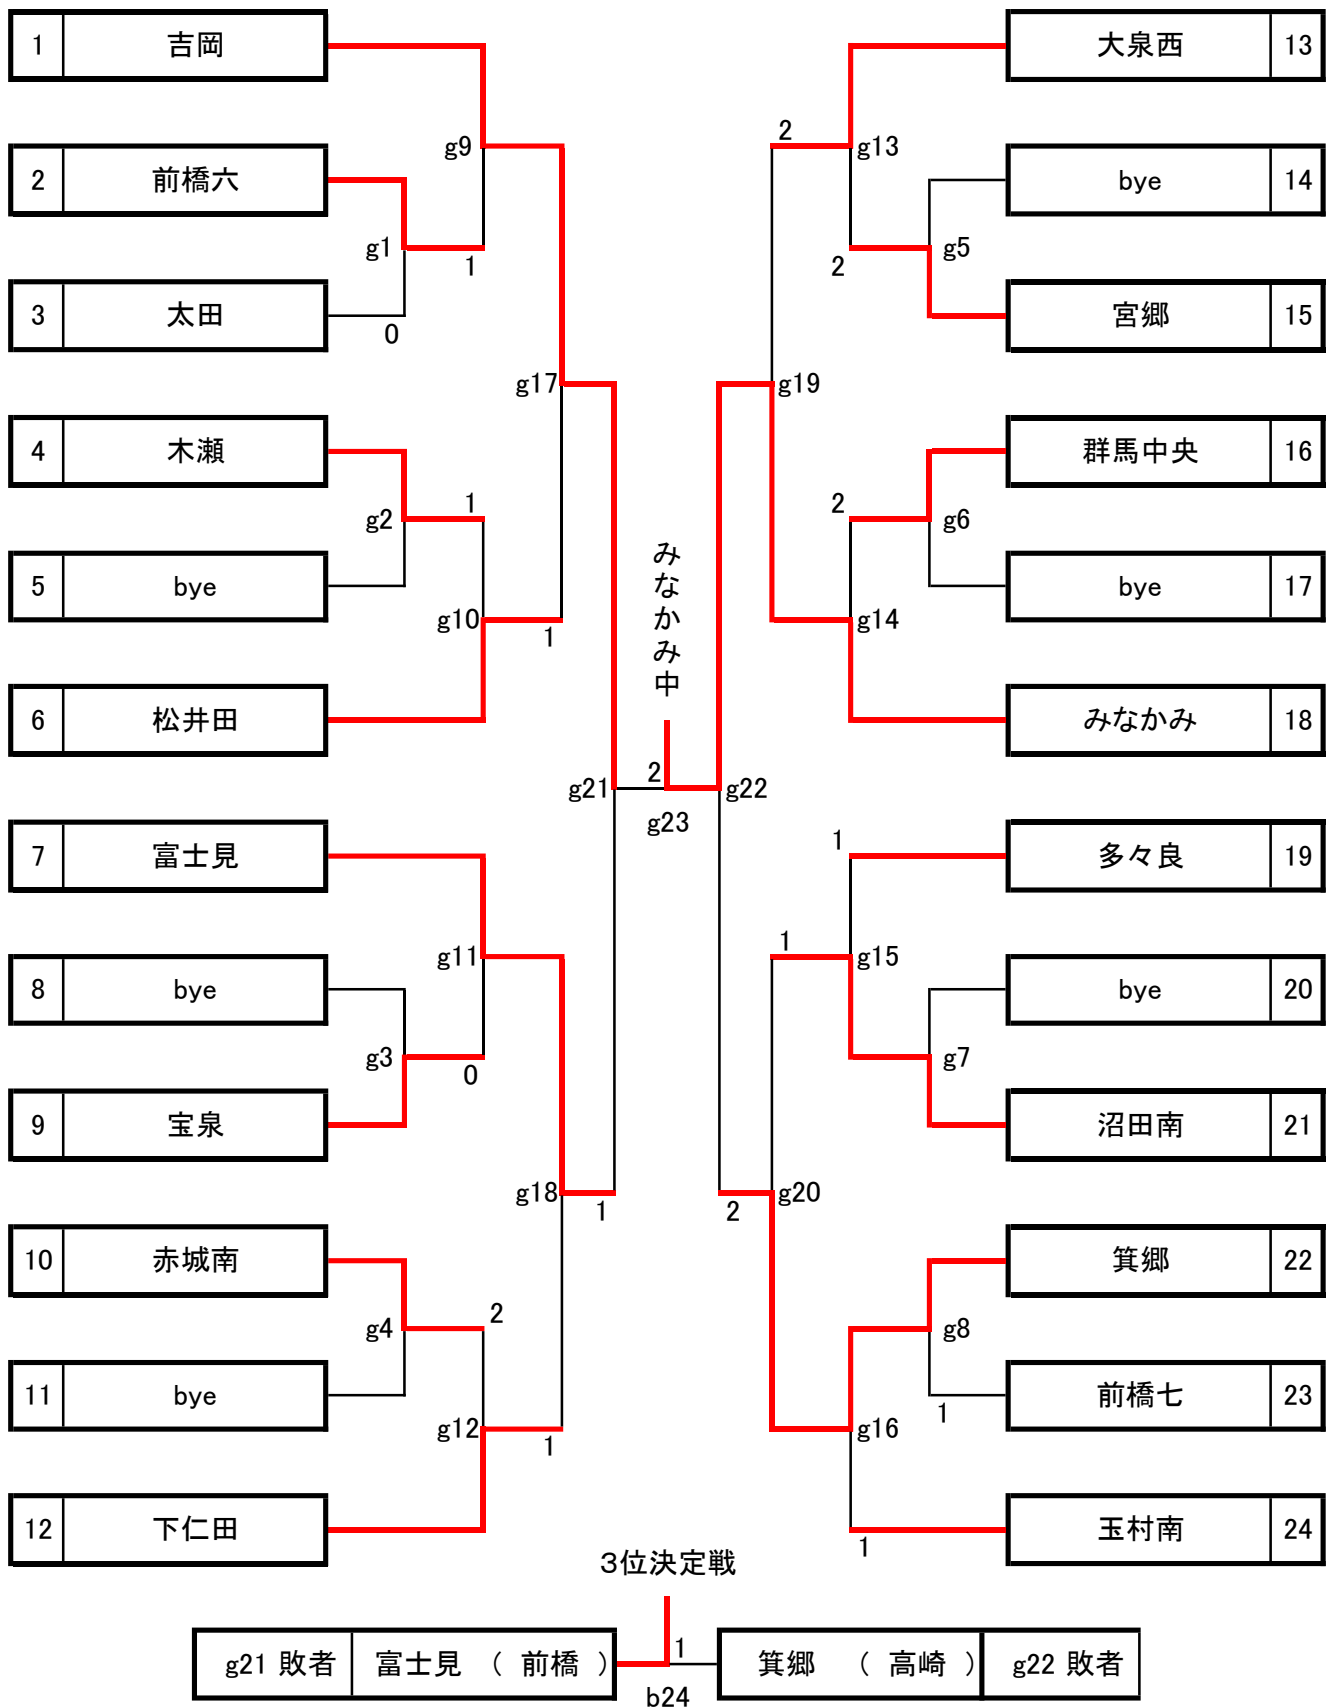 1 吉岡
大泉西 13
2
g9
g13
2 前橋六
bye 14
g1
1
2
g5
3 太田
0
宮郷 15
g17
g19
4 木瀬
群馬中央 16
1
g2
2
g6
5 bye
みなかみ中
bye 17
g10
1
g14
6 松井田
みなかみ 18
g21
2
g22
g23
7 富士見
1
多々良 19
1
g11
g15
8 bye
bye 20
g3
0
g7
9 宝泉
沼田南 21
g18
1
2
g20
10 赤城南
箕郷 22
2
g4
g8
11 bye
前橋七 23
1
g12
1
g16
12 下仁田
玉村南 24
1
3位決定戦
g21 敗者 富士見 ( 前橋 )
1
箕郷 ( 高崎 ) g22 敗者
b24